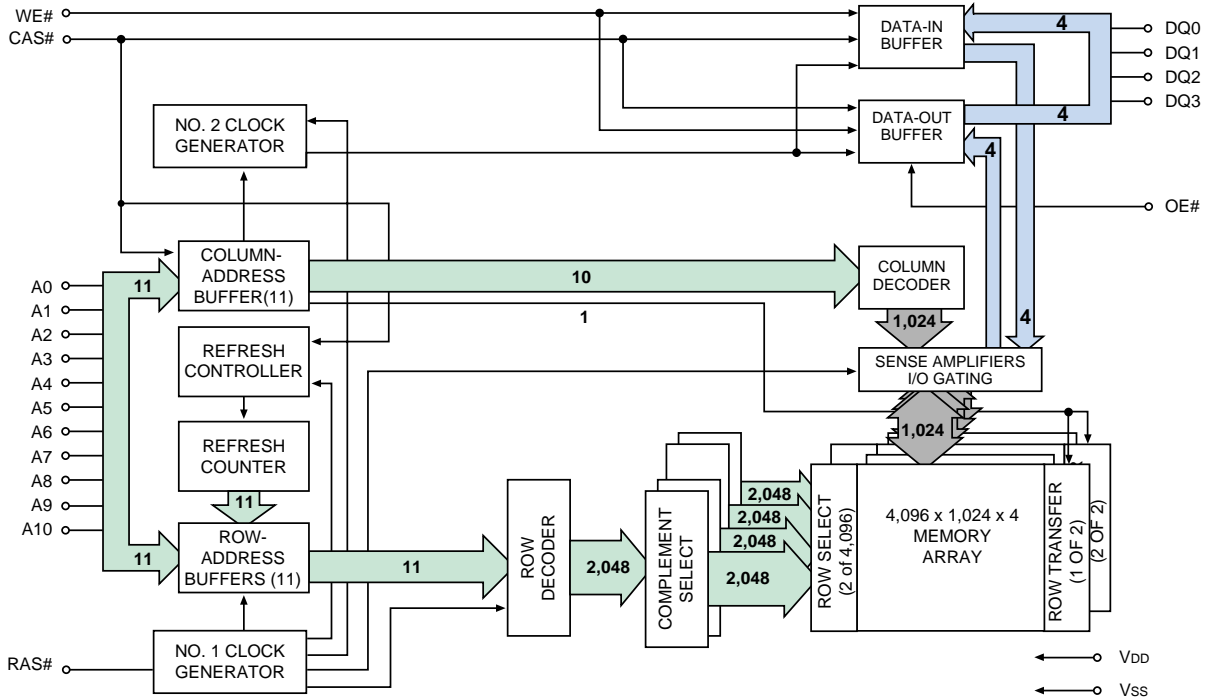 WE#
CAS#
DATA-IN
BUFFER
4
DQ0
DQ1
DQ2
DQ3
NO. 2 CLOCK
GENERATOR
DATA-OUT
BUFFER
4
4
OE#
COLUMN-
ADDRESS
BUFFER(11)
10
COLUMN
DECODER
A0
A1
A2
A3
A4
A5
A6
A7
A8
A9
A10
11
1
1,024
4
REFRESH
CONTROLLER
SENSE AMPLIFIERS
I/O GATING
REFRESH
COUNTER
1,024
11
ROW-
ADDRESS
BUFFERS (11)
11
11
ROW
DECODER
2,048
COMPLEMENT
SELECT
2,048
2,048
2,048
2,048
ROW SELECT
(2 of 4,096)
4,096 x 1,024 x 4
MEMORY
ARRAY
ROW TRANSFER
(1 OF 2)
(2 OF 2)
RAS#
NO. 1 CLOCK
GENERATOR
VDD
VSS